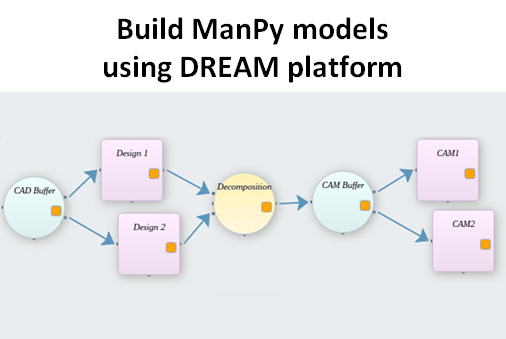 Build ManPy models
using DREAM platform
CAD Buffer
Design 1
Design 2
Decomposition
CAM Buffer
CAM1
CAM2